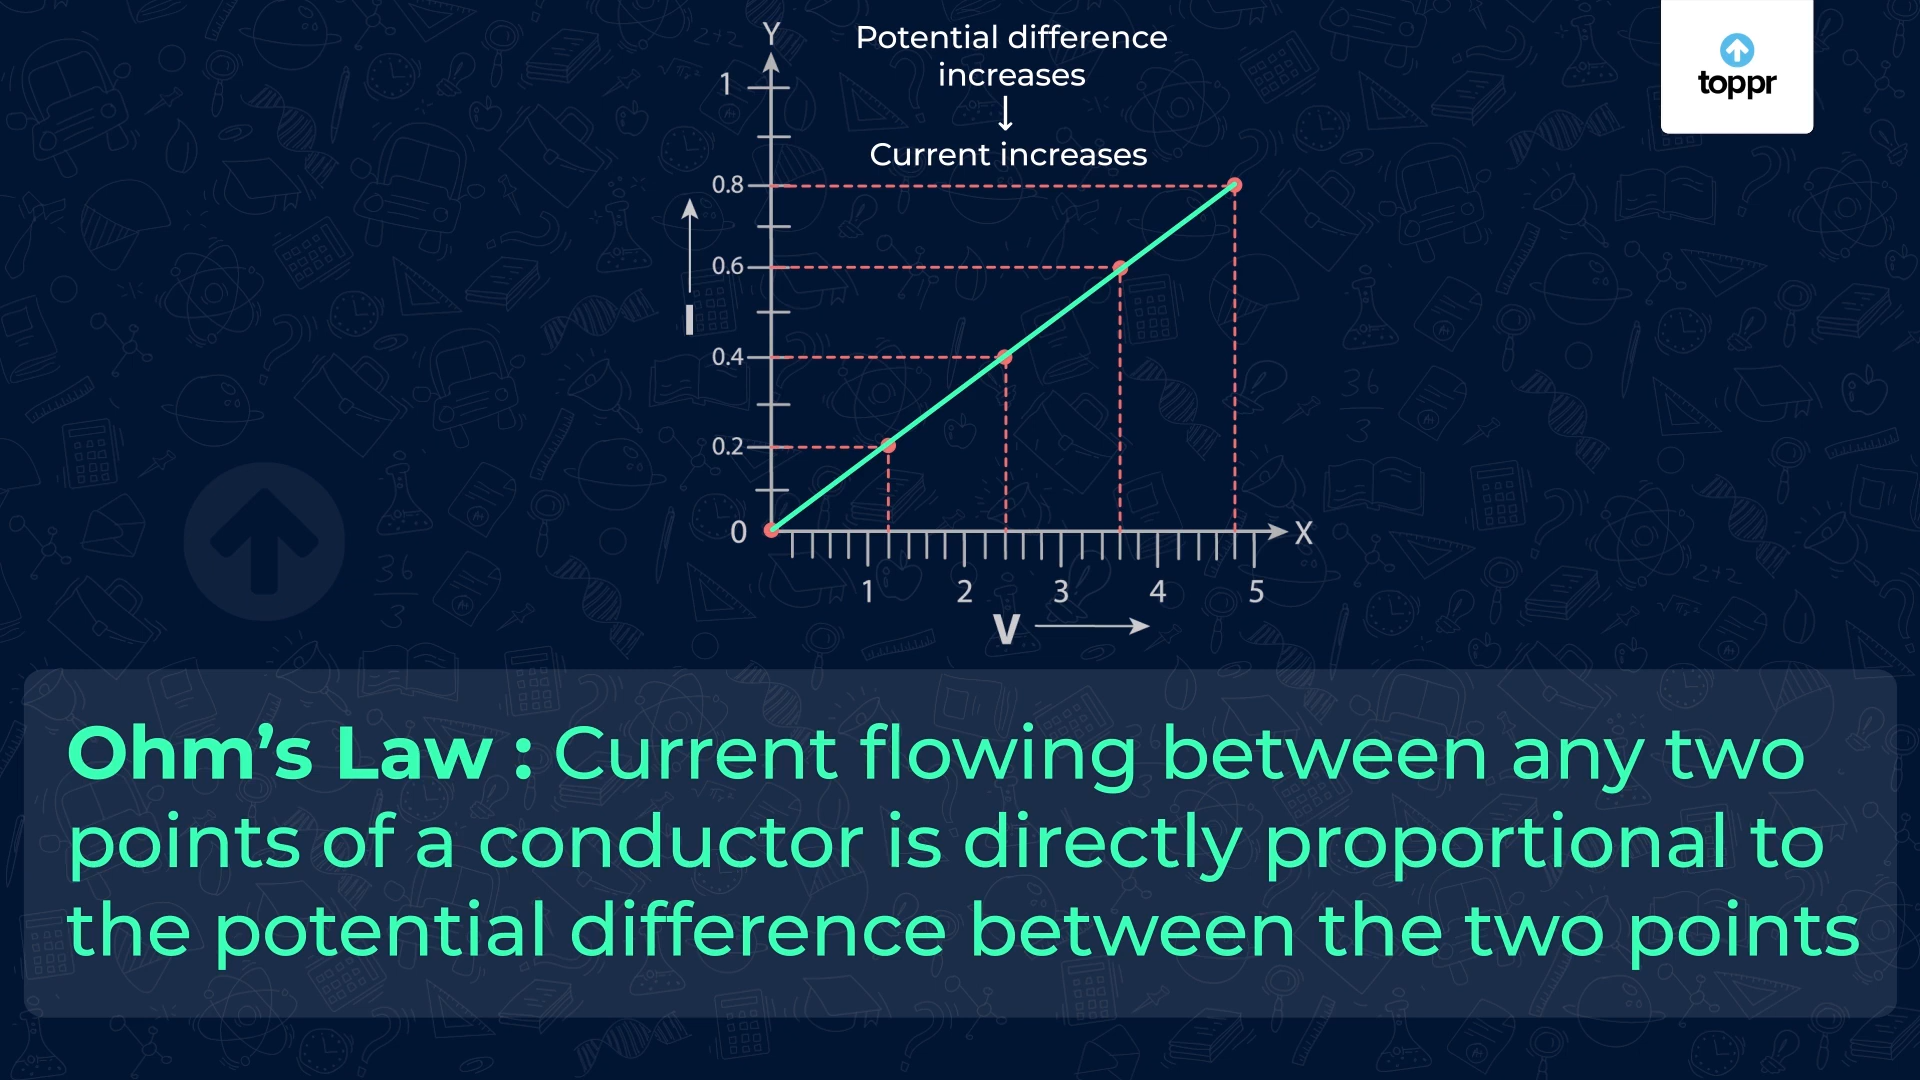 Y
Potential difference
increases
Current increases
toppr
1
0.8
0.6
I
0.4
0.2
0
X
1 2 3 4 5
V
Ohm’s Law : Current flowing between any two
points of a conductor is directly proportional to
the potential difference between the two points